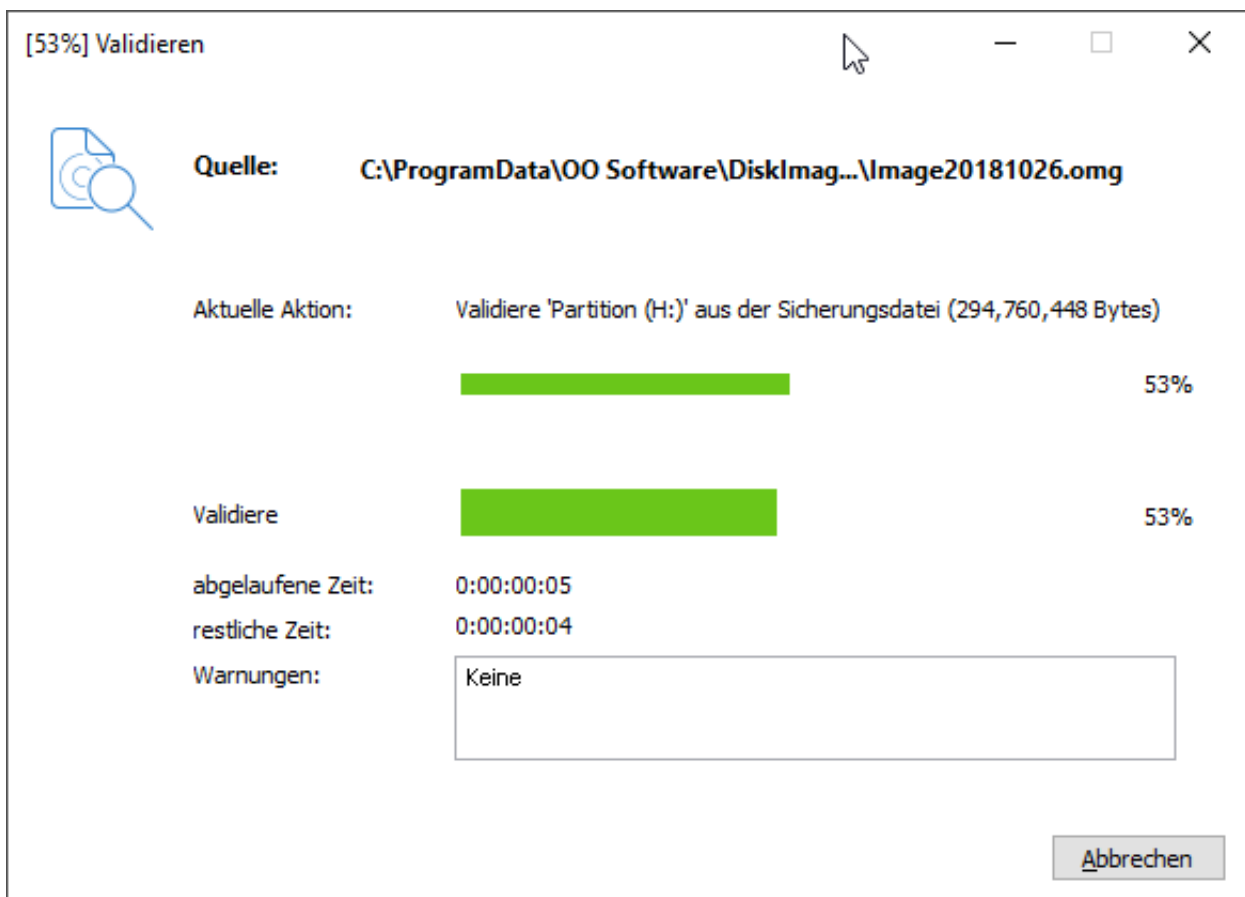 [53%] Validieren
Quelle: C:\ProgramData\OO Software\DiskImag...\Image20181026.omg
Aktuelle Aktion: Validiere 'Partition (H:)' aus der Sicherungsdatei (294,760,448 Bytes)
53%
Validiere 53%
abgelaufene Zeit: 0:00:00:05
restliche Zeit: 0:00:00:04
Warnungen: Keine
Abbrechen